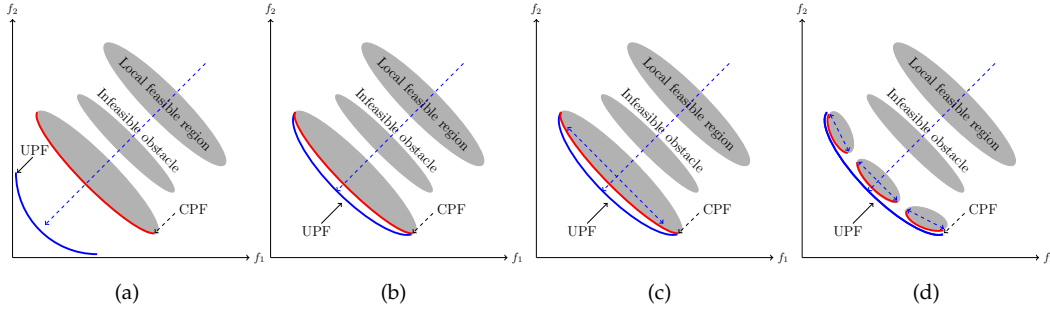 f2
Local feasible region
Infeasible obstacle
UPF
CPF
f1
(a)
f2
Local feasible region
Infeasible obstacle
UPF
CPF
f1
(b)
f2
Local feasible region
Infeasible obstacle
UPF
CPF
f1
(c)
f2
Local feasible region
Infeasible obstacle
UPF
CPF
f
(d)